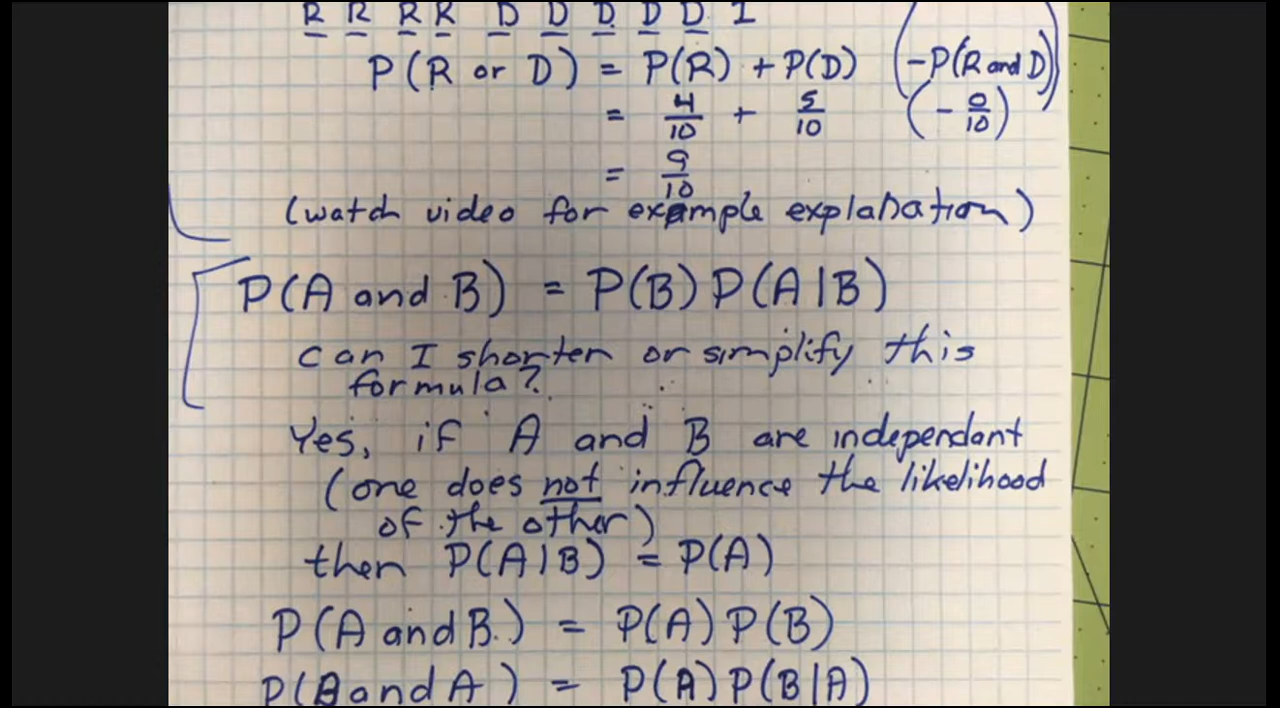 R R R R D D D D D I
P(R or D) = P(R) + P(D) (-P(R and D))
= 4/10 + 5/10 (- 0/10)
= 9/10
(watch video for example explanation)
P(A and B) = P(B) P(A|B)
can I shorten or simplify this
formula?
Yes, if A and B are independant
(one does not influence the likelihood
of the other)
then P(A|B) = P(A)
P(A and B) = P(A) P(B)
P(B and A) = P(A) P(B|A)